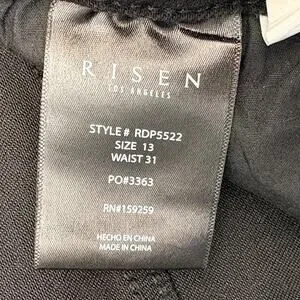 RISEN
LOS ANGELES
STYLE# RDP5522
SIZE 13
WAIST 31
PO#3363
RN#159259
HECHO EN CHINA
MADE IN CHINA